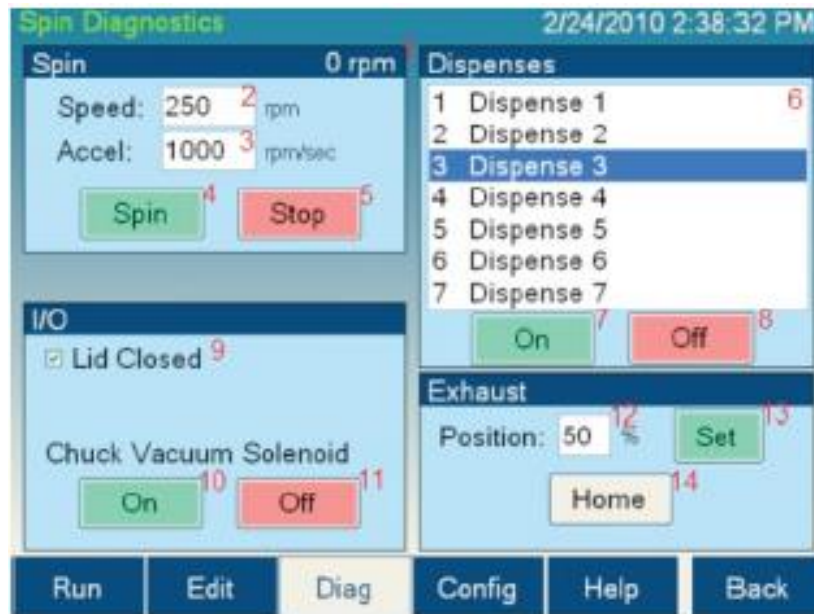 Spin Diagnostics 2/24/2010 2:38:32 PM
Spin 0 rpm 1
Speed: 250 2 rpm
Accel: 1000 3 rpm/sec
Spin 4 Stop 5
Dispenses
1 Dispense 1 6
2 Dispense 2
3 Dispense 3
4 Dispense 4
5 Dispense 5
6 Dispense 6
7 Dispense 7
On 7 Off 8
I/O
Lid Closed 9
Chuck Vacuum Solenoid
On 10 Off 11
Exhaust
Position: 50 12 % Set 13
Home 14
Run Edit Diag Config Help Back